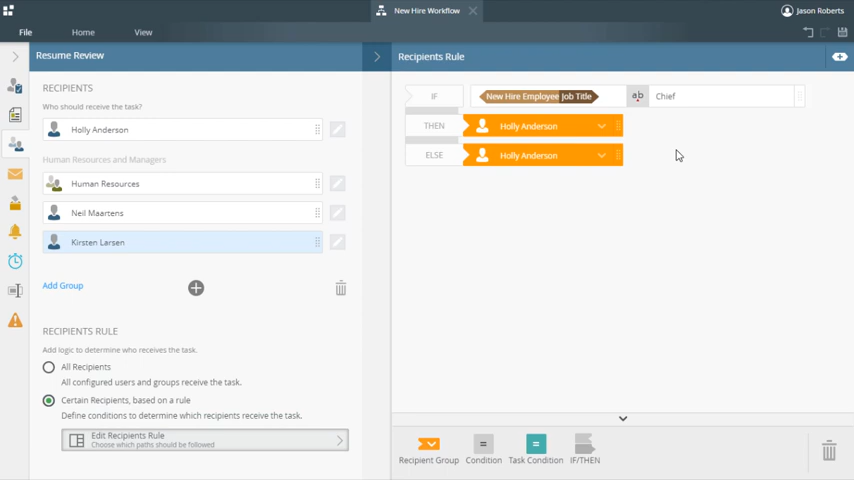 New Hire Workflow
Jason Roberts
File
Home
View
Resume Review
RECIPIENTS
Who should receive the task?
Holly Anderson
Human Resources and Managers
Human Resources
Neil Maartens
Kirsten Larsen
Add Group
RECIPIENTS RULE
Add logic to determine who receives the task.
All Recipients
All configured users and groups receive the task.
Certain Recipients, based on a rule
Define conditions to determine which recipients receive the task.
Edit Recipients Rule
Choose which paths should be followed
Recipients Rule
IF
New Hire Employee Job Title
ab
Chief
THEN
Holly Anderson
ELSE
Holly Anderson
Recipient Group
Condition
Task Condition
IF/THEN